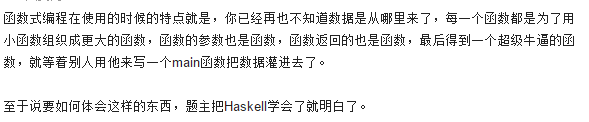 函数式编程在使用的时候的特点就是，你已经再也不知道数据是从哪里来了，每一个函数都是为了用
小函数组织成更大的函数，函数的参数也是函数，函数返回的也是函数，最后得到一个超级牛逼的函
数，就等着别人用他来写一个main函数把数据灌进去了。
至于说要如何体会这样的东西，题主把Haskell学会了就明白了。